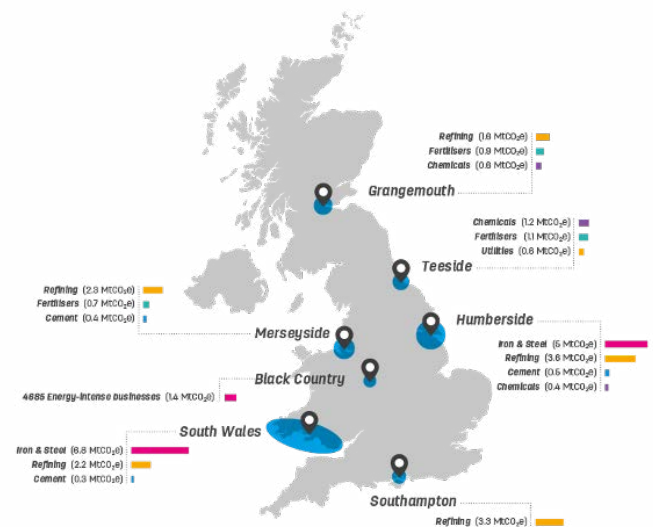 Refining (1.6 MtCO₂e)
Fertilisers (0.9 MtCO₂e)
Chemicals (0.6 MtCO₂e)
Grangemouth
Chemicals (1.2 MtCO₂e)
Fertilisers (1.1 MtCO₂e)
Utilities (0.6 MtCO₂e)
Teeside
Refining (2.3 MtCO₂e)
Fertilisers (0.7 MtCO₂e)
Cement (0.4 MtCO₂e)
Merseyside
Humberside
Iron & Steel (5 MtCO₂e)
Refining (3.6 MtCO₂e)
Cement (0.5 MtCO₂e)
Chemicals (0.4 MtCO₂e)
Black Country
4685 Energy-intense businesses (1.4 MtCO₂e)
South Wales
Iron & Steel (6.8 MtCO₂e)
Refining (2.2 MtCO₂e)
Cement (0.3 MtCO₂e)
Southampton
Refining (3.3 MtCO₂e)